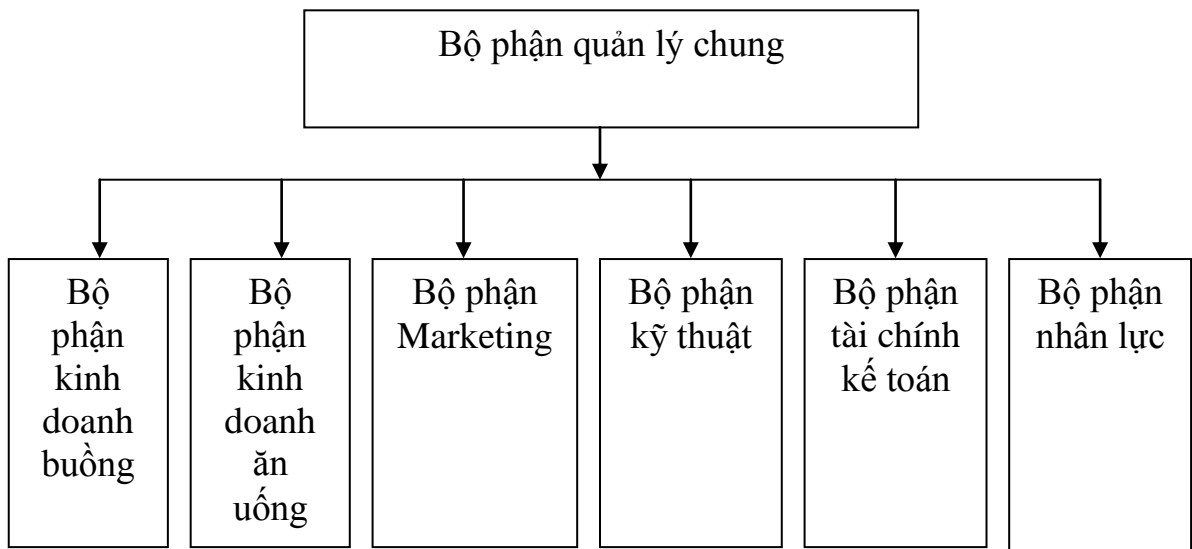 Bộ phận quản lý chung
Bộ
phận
kinh
doanh
buồng
Bộ
phận
kinh
doanh
ăn
uống
Bộ phận
Marketing
Bộ phận
kỹ thuật
Bộ phận
tài chính
kế toán
Bộ phận
nhân lực